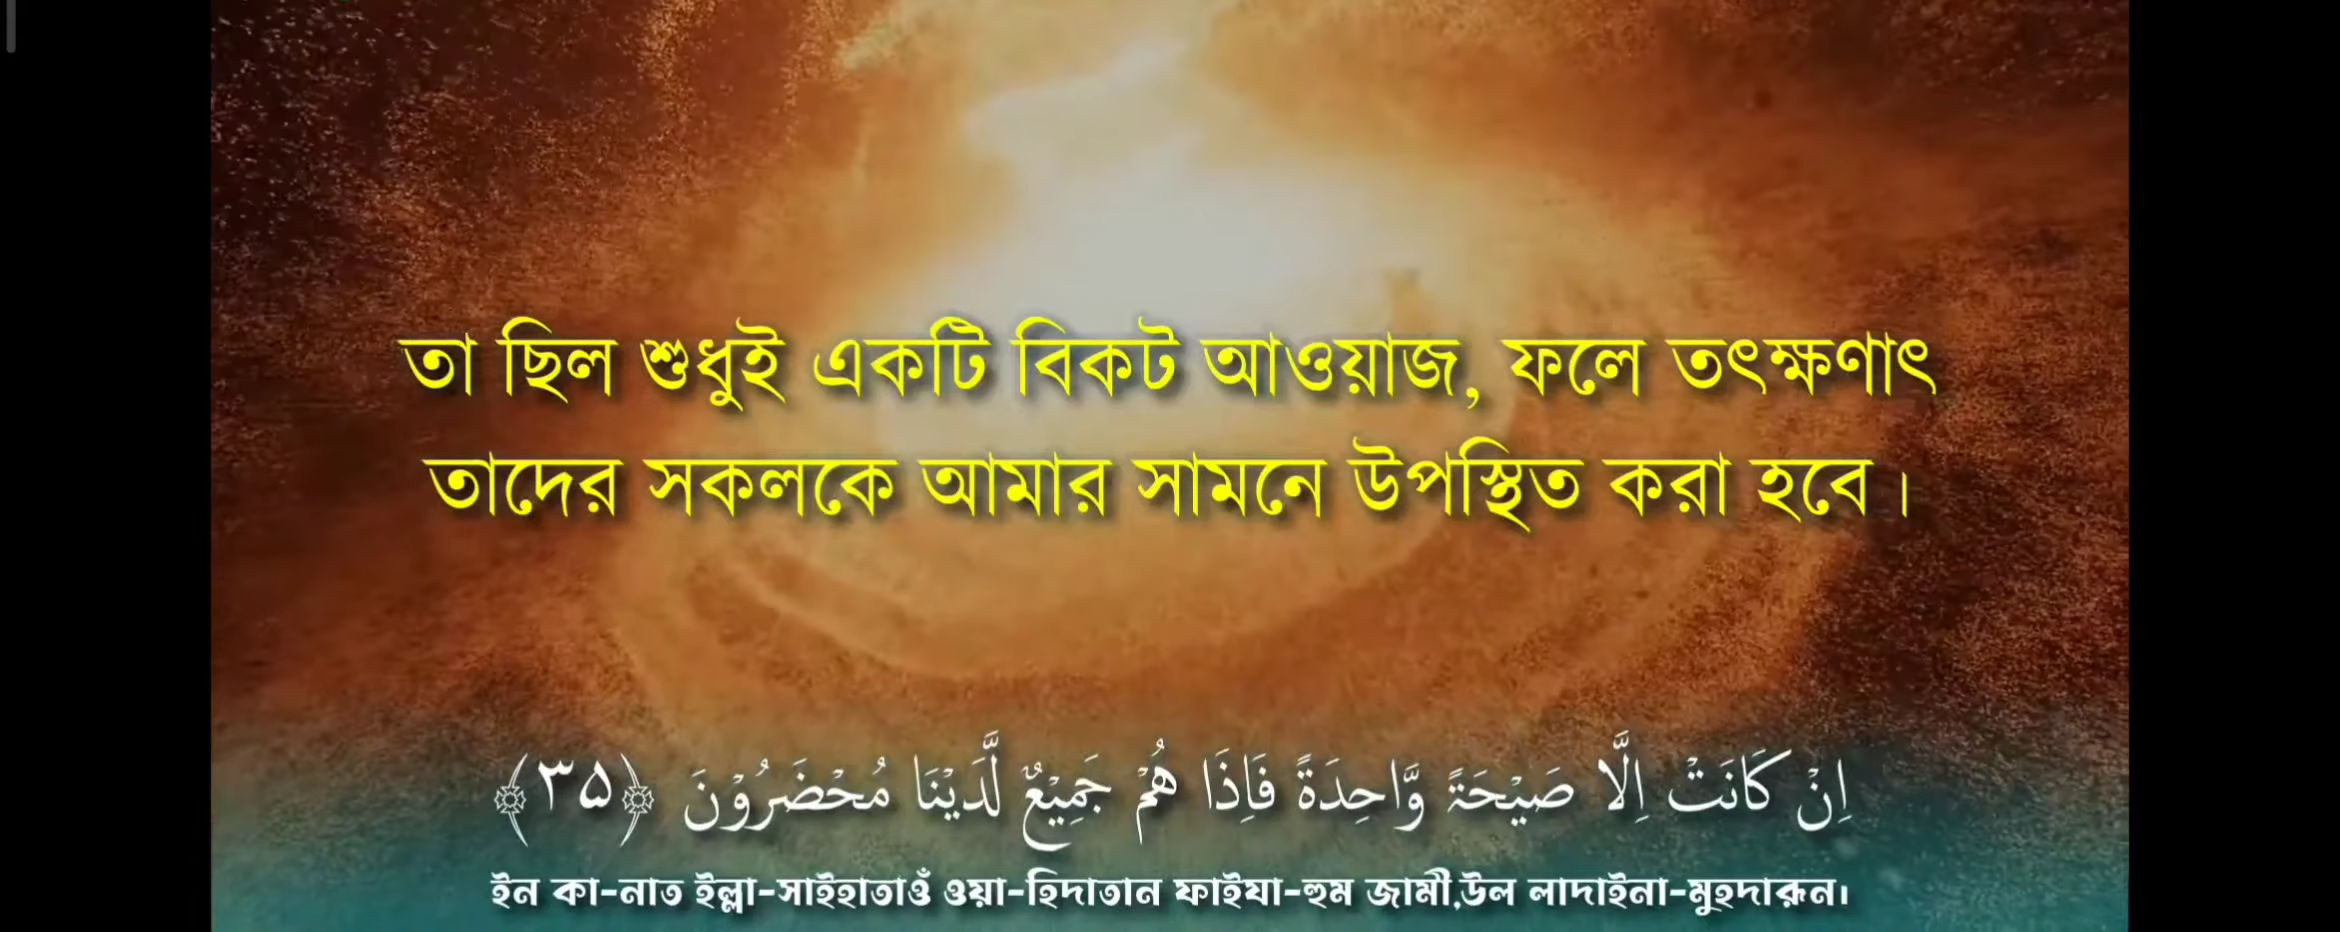 তা ছিল শুধুই একটি বিকট আওয়াজ, ফলে তৎক্ষণাৎ
তাদের সকলকে আমার সামনে উপস্থিত করা হবে।
اِنْ كَانَتْ اِلَّا صَيْحَةً وَّاحِدَةً فَاِذَا هُمْ جَمِيْعٌ لَّدَيْنَا مُحْضَرُوْنَ ﴿۳۵﴾
ইন কা-নাত ইল্লা-সাইহাতাওঁ ওয়া-হিদাতান ফাইযা-হুম জামী,উল লাদাইনা-মুহদারূন।